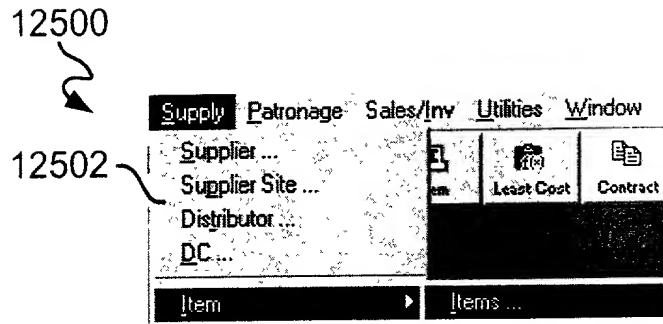 12500
Supply Patronage Sales/Inv Utilities Window
Supplier ...
12502
Supplier Site ...
Least Cost Contract
Distributor ...
DC ...
Item Items ...